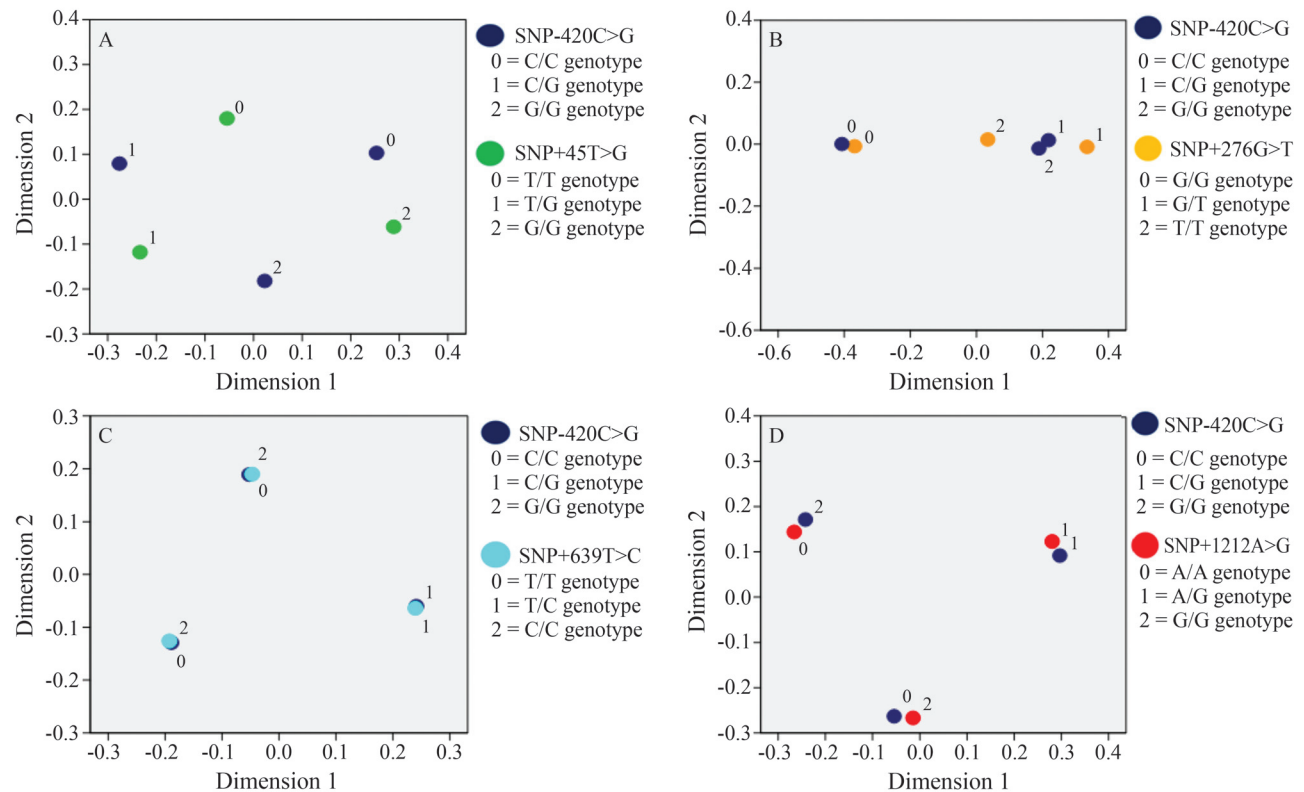 A
0.4
0.3
0.2
0.1
0.0
-0.1
-0.2
-0.3
Dimension 2
0
0
1
2
1
2
-0.3 -0.2 -0.1 0.0 0.1 0.2 0.3 0.4
Dimension 1
SNP-420C>G
0 = C/C genotype
1 = C/G genotype
2 = G/G genotype
SNP+45T>G
0 = T/T genotype
1 = T/G genotype
2 = G/G genotype
B
0.4
0.2
0.0
-0.2
-0.4
-0.6
Dimension 2
0
0
2
1
1
2
-0.6 -0.4 -0.2 0.0 0.2 0.4
Dimension 1
SNP-420C>G
0 = C/C genotype
1 = C/G genotype
2 = G/G genotype
SNP+276G>T
0 = G/G genotype
1 = G/T genotype
2 = T/T genotype
C
0.3
0.2
0.1
0.0
-0.1
-0.2
-0.3
Dimension 2
2
0
1
1
2
0
-0.3 -0.2 -0.1 0.0 0.1 0.2 0.3
Dimension 1
SNP-420C>G
0 = C/C genotype
1 = C/G genotype
2 = G/G genotype
SNP+639T>C
0 = T/T genotype
1 = T/C genotype
2 = C/C genotype
D
0.4
0.3
0.2
0.1
0.0
-0.1
-0.2
-0.3
Dimension 2
2
0
1
1
0
2
-0.3 -0.2 -0.1 0.0 0.1 0.2 0.3 0.4
Dimension 1
SNP-420C>G
0 = C/C genotype
1 = C/G genotype
2 = G/G genotype
SNP+1212A>G
0 = A/A genotype
1 = A/G genotype
2 = G/G genotype